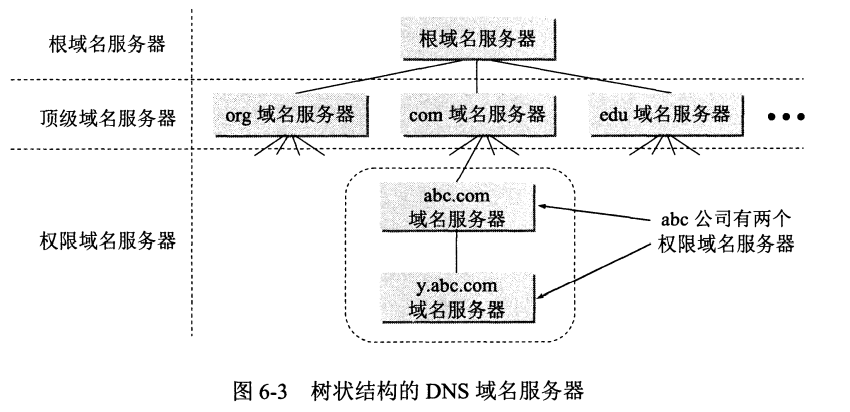 根域名服务器
根域名服务器
顶级域名服务器
org 域名服务器
com 域名服务器
edu 域名服务器
•••
权限域名服务器
abc.com
域名服务器
abc 公司有两个
权限域名服务器
y.abc.com
域名服务器
图 6-3 树状结构的 DNS 域名服务器